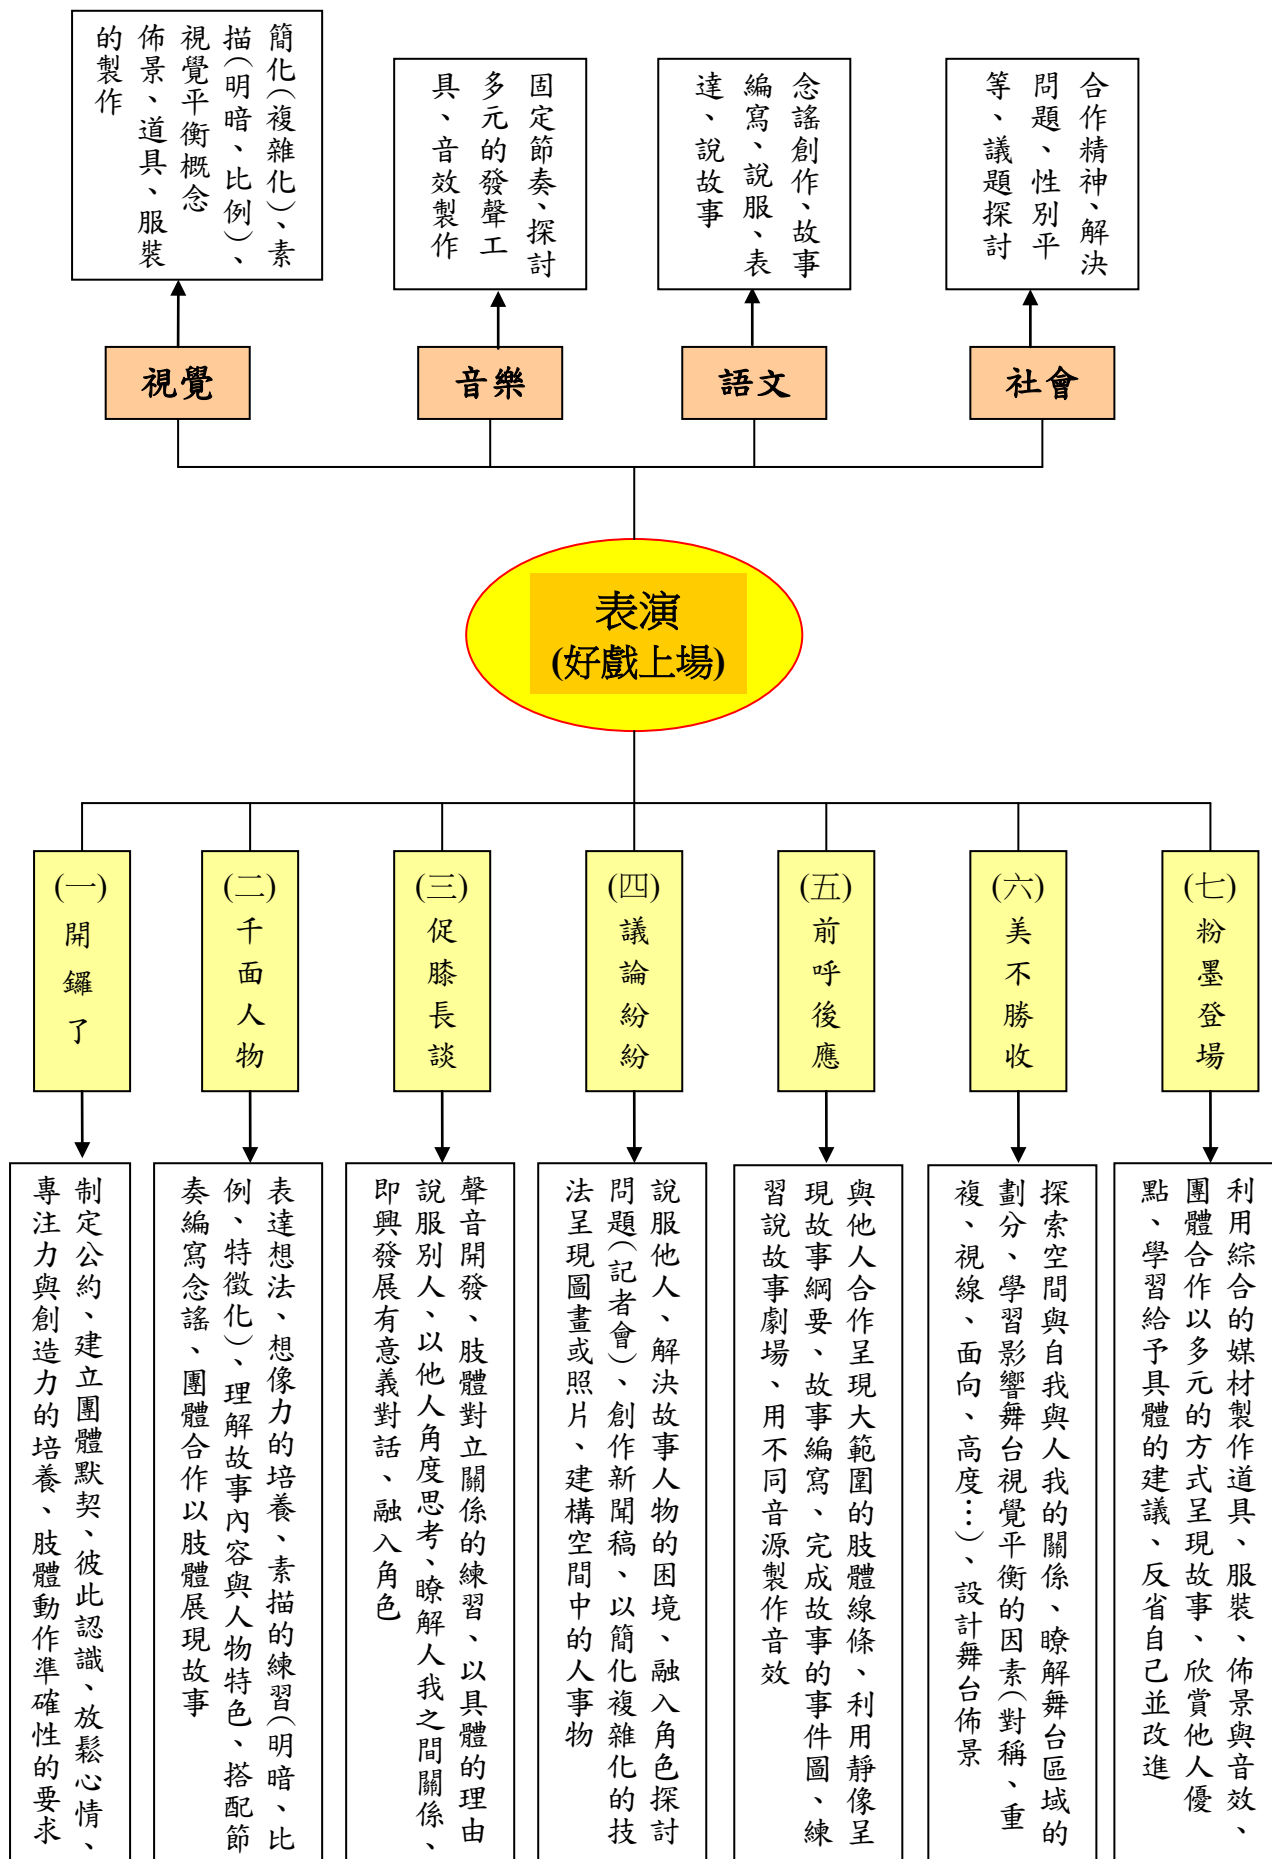 簡化(複雜化)、素
描(明暗、比例)、
視覺平衡概念
佈景、道具、服裝
的製作
固定節奏、探討
多元的發聲工
具、音效製作
念謠創作、故事
編寫、說服、表
達、說故事
合作精神、解決
問題、性別平
等、議題探討
視覺
音樂
語文
社會
表演
(好戲上場)
(一)開鑼了
(二)千面人物
(三)促膝長談
(四)議論紛紛
(五)前呼後應
(六)美不勝收
(七)粉墨登場
制定公約、建立團體默契、彼此認識、放鬆心情、
專注力與創造力的培養、肢體動作準確性的要求
表達想法、想像力的培養、素描的練習(明暗、比
例、特徵化)、理解故事內容與人物特色、搭配節
奏編寫念謠、團體合作以肢體展現故事
聲音開發、肢體對立關係的練習、以具體的理由
說服別人、以他人角度思考、瞭解人我之間關係、
即興發展有意義對話、融入角色
說服他人、解決故事人物的困境、融入角色探討
問題(記者會)、創作新聞稿、以簡化複雜化的技
法呈現圖畫或照片、建構空間中的人事物
與他人合作呈現大範圍的肢體線條、利用靜像呈
現故事綱要、故事編寫、完成故事的事件圖、練
習說故事劇場、用不同音源製作音效
探索空間與自我與人我的關係、瞭解舞台區域的
劃分、學習影響舞台視覺平衡的因素(對稱、重
複、視線、面向、高度…)、設計舞台佈景
利用綜合的媒材製作道具、服裝、佈景與音效、
團體合作以多元的方式呈現故事、欣賞他人優
點、學習給予具體的建議、反省自己並改進